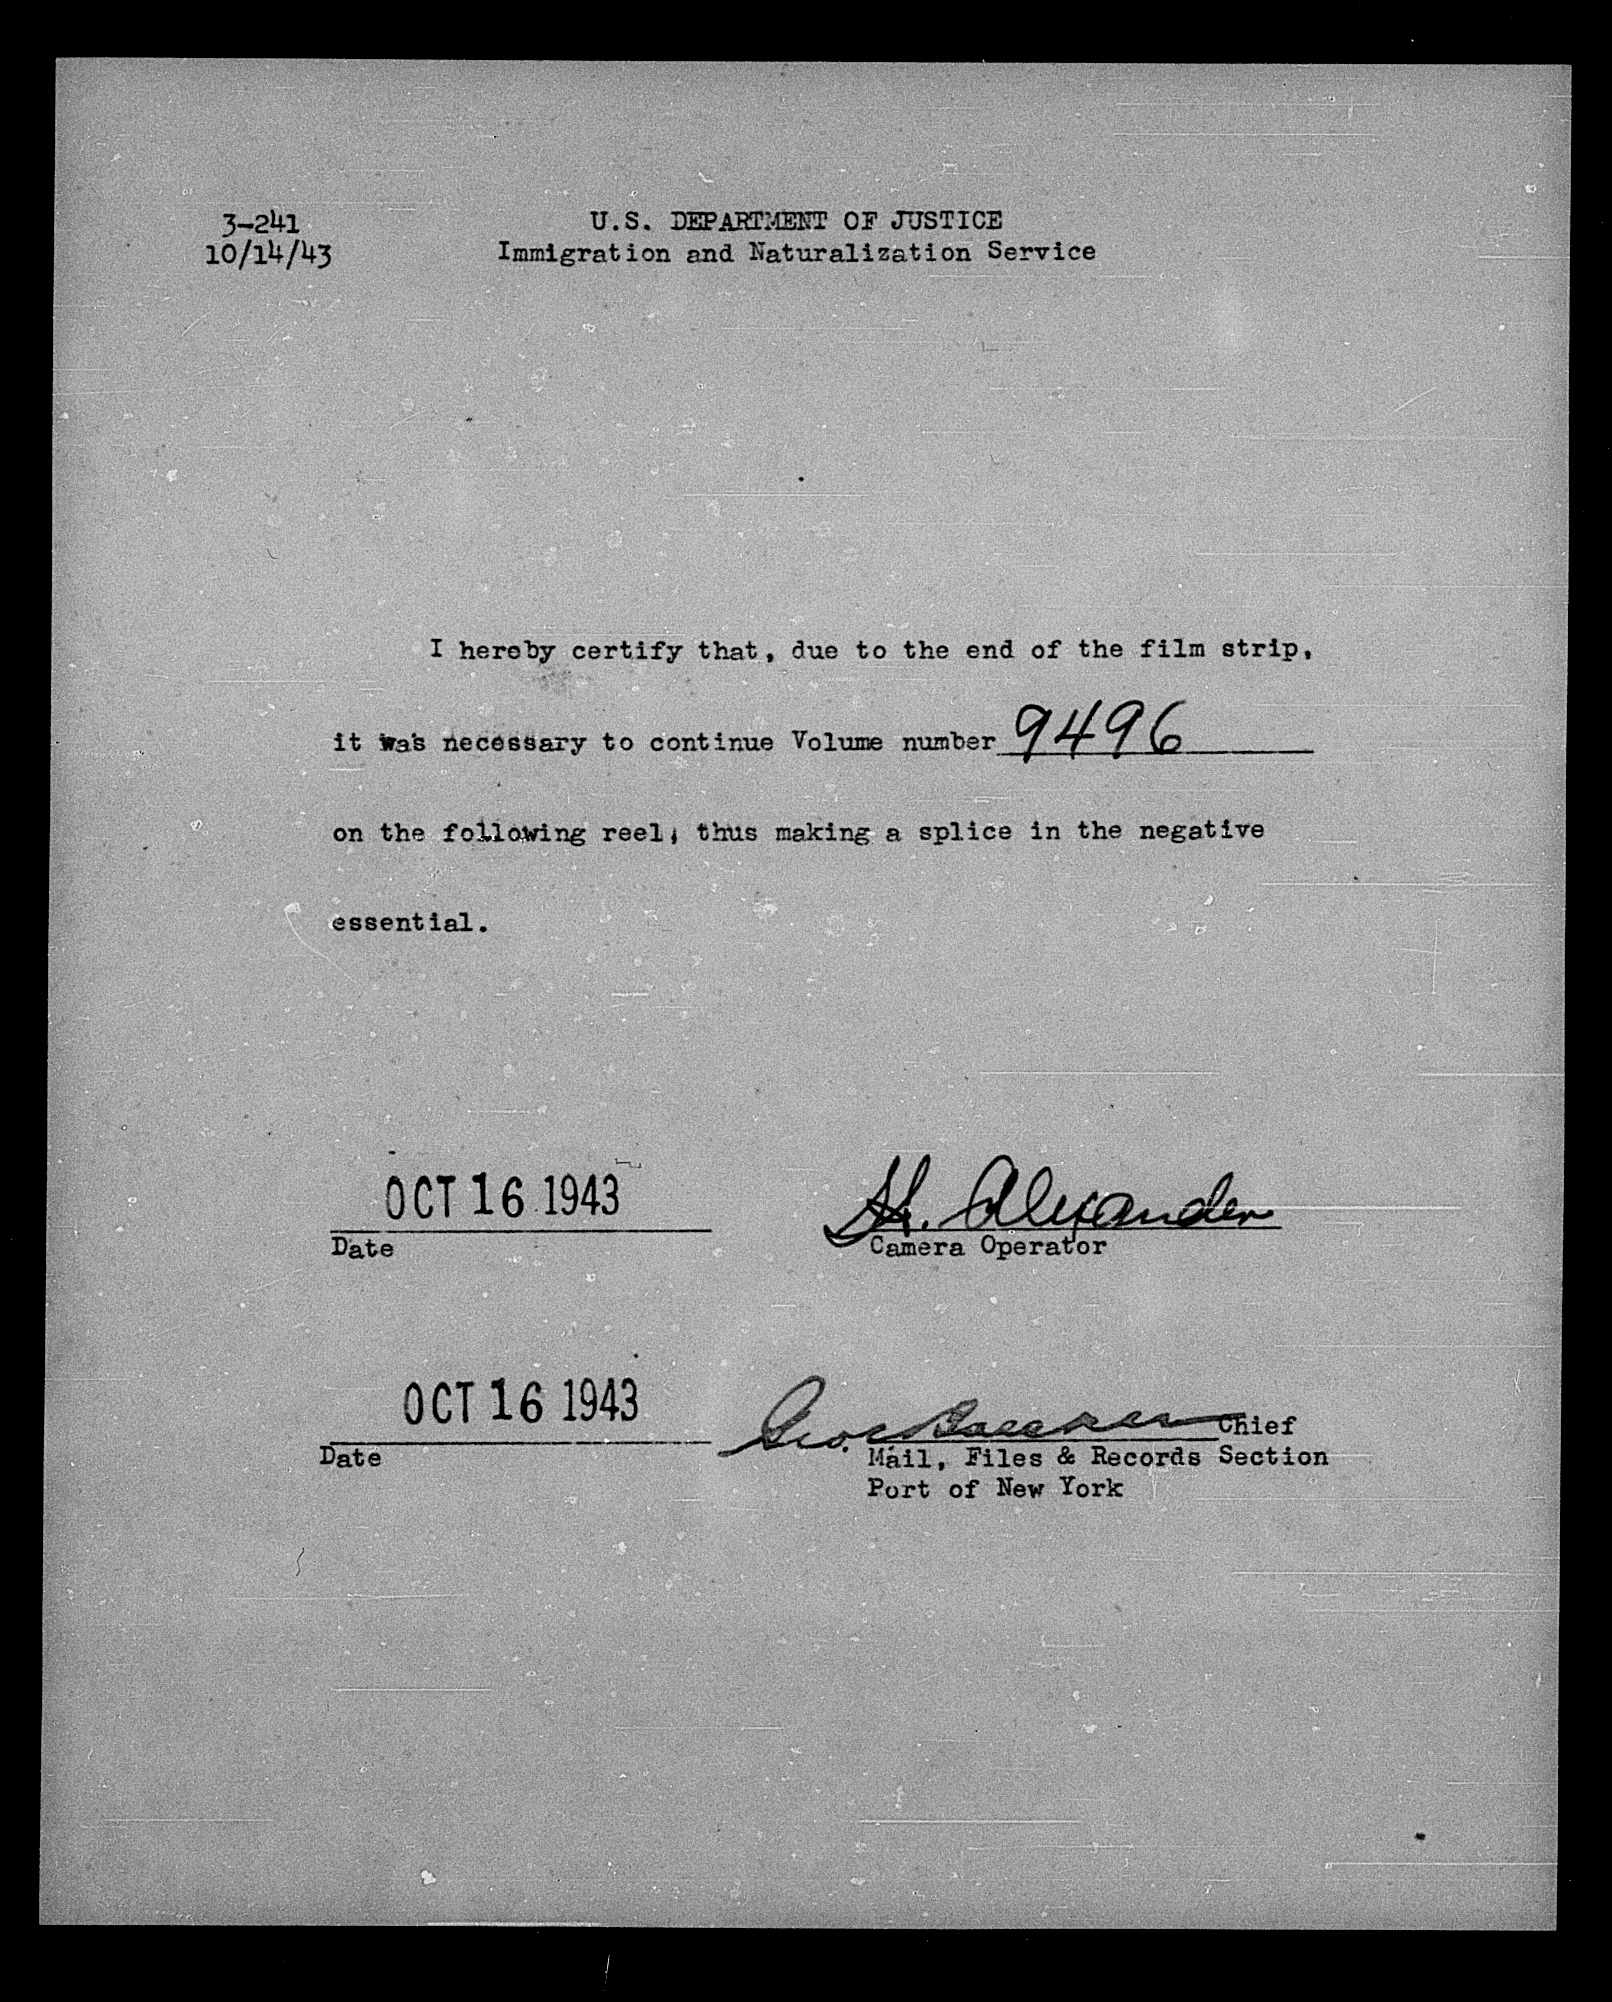 3-241
10/14/43
U.S. DEPARTMENT OF JUSTICE
Immigration and Naturalization Service
I hereby certify that, due to the end of the film strip,
it was necessary to continue Volume number 9496
on the following reel; thus making a splice in the negative
essential.
OCT 16 1943
Date
H. Alexander
Camera Operator
OCT 16 1943
Date
Geo. Chief
Mail, Files & Records Section
Port of New York